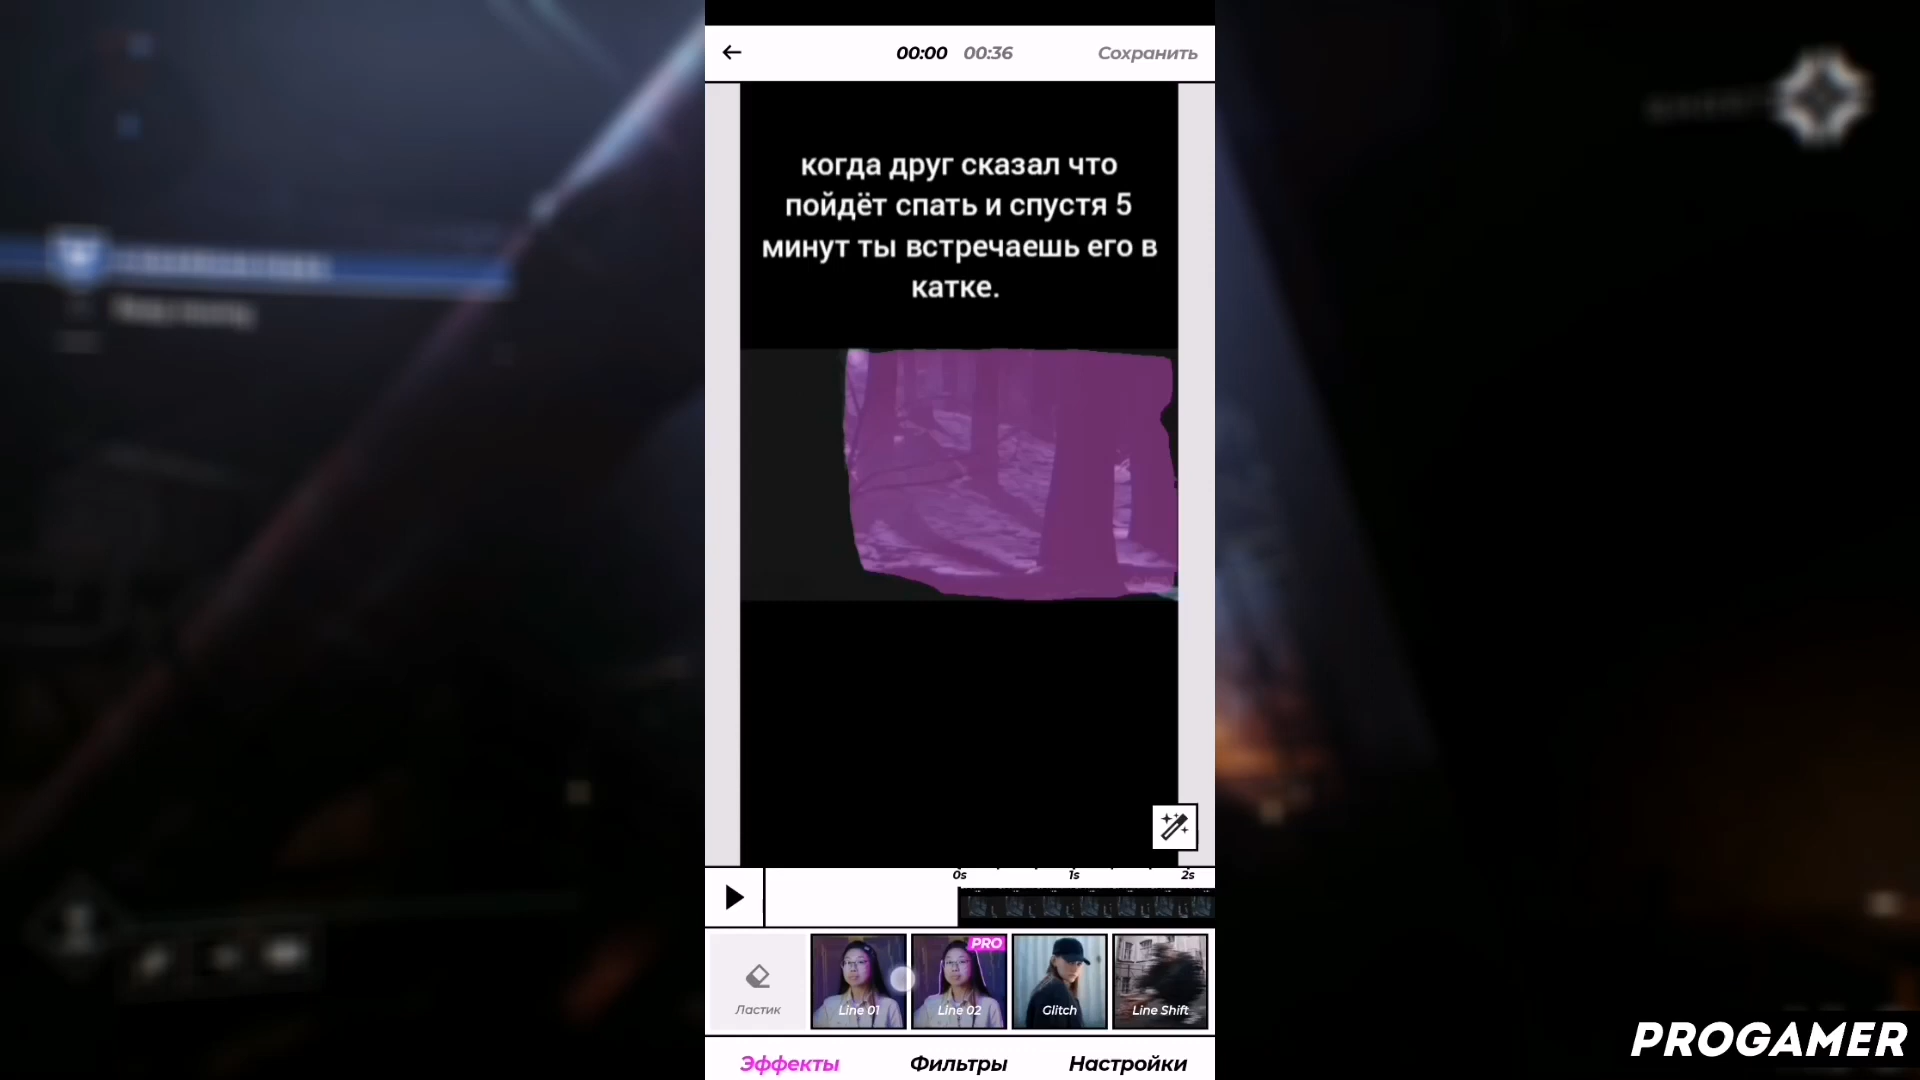 00:00 00:36 Сохранить
когда друг сказал что
пойдёт спать и спустя 5
минут ты встречаешь его в
катке.
0s 1s 2s
PRO
Ластик Line 01 Line 02 Glitch Line Shift
Эффекты Фильтры Настройки
PROGAMER